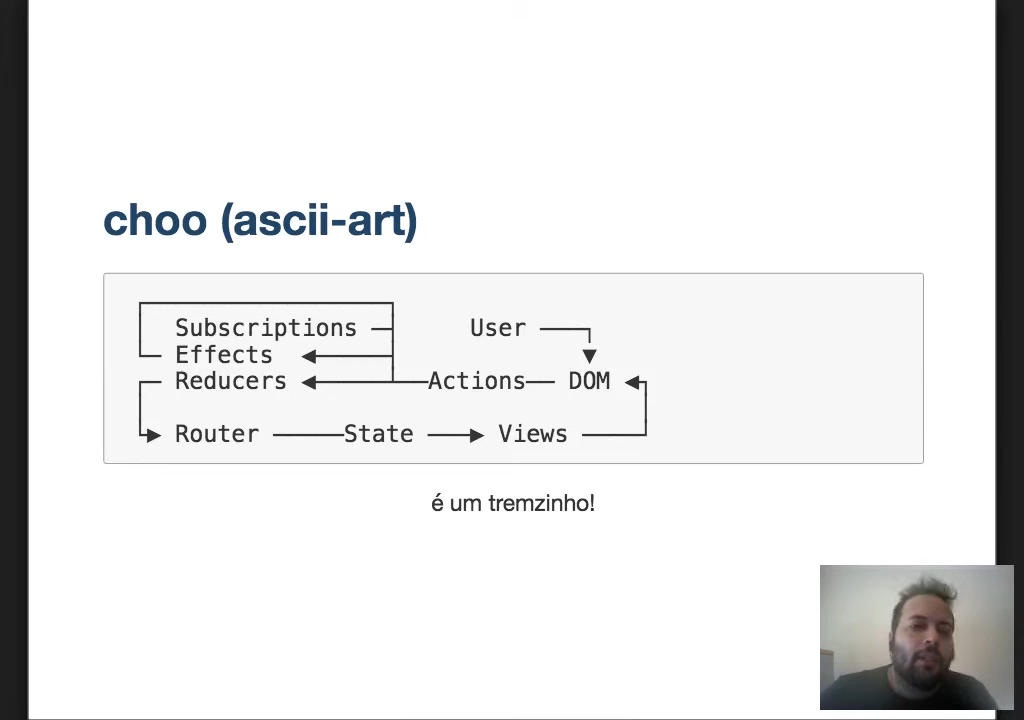 choo (ascii-art)
Subscriptions User
Effects
Reducers Actions DOM
Router State Views
é um tremzinho!